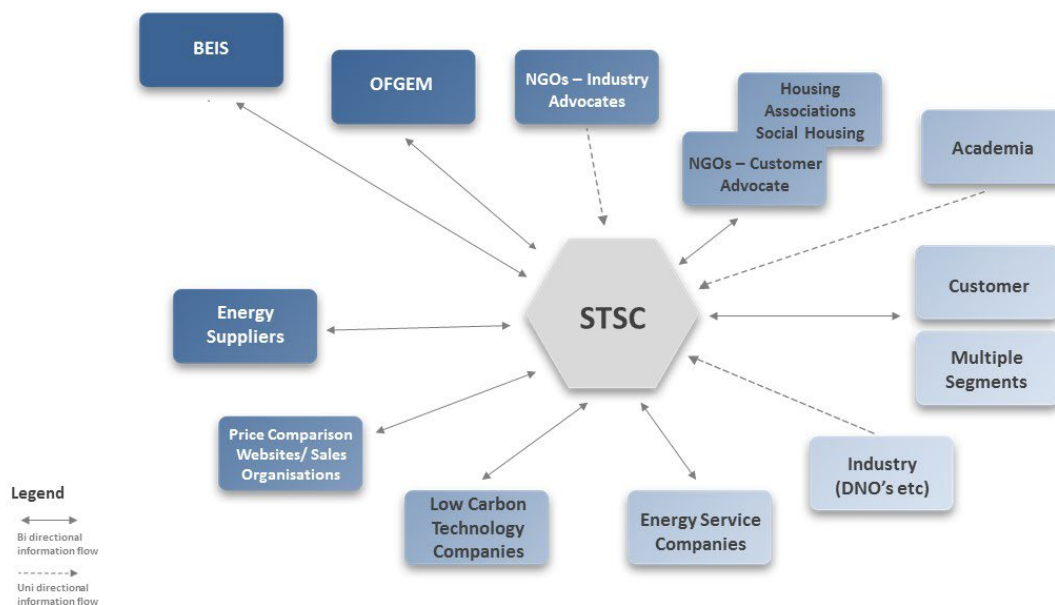 BEIS
OFGEM
NGOs – Industry
Advocates
Housing
Associations
Social Housing
NGOs – Customer
Advocate
Academia
Customer
Multiple
Segments
STSC
Energy
Suppliers
Price Comparison
Websites/ Sales
Organisations
Low Carbon
Technology
Companies
Energy Service
Companies
Industry
(DNO's etc)
Legend
Bi directional
information flow
Uni directional
information flow